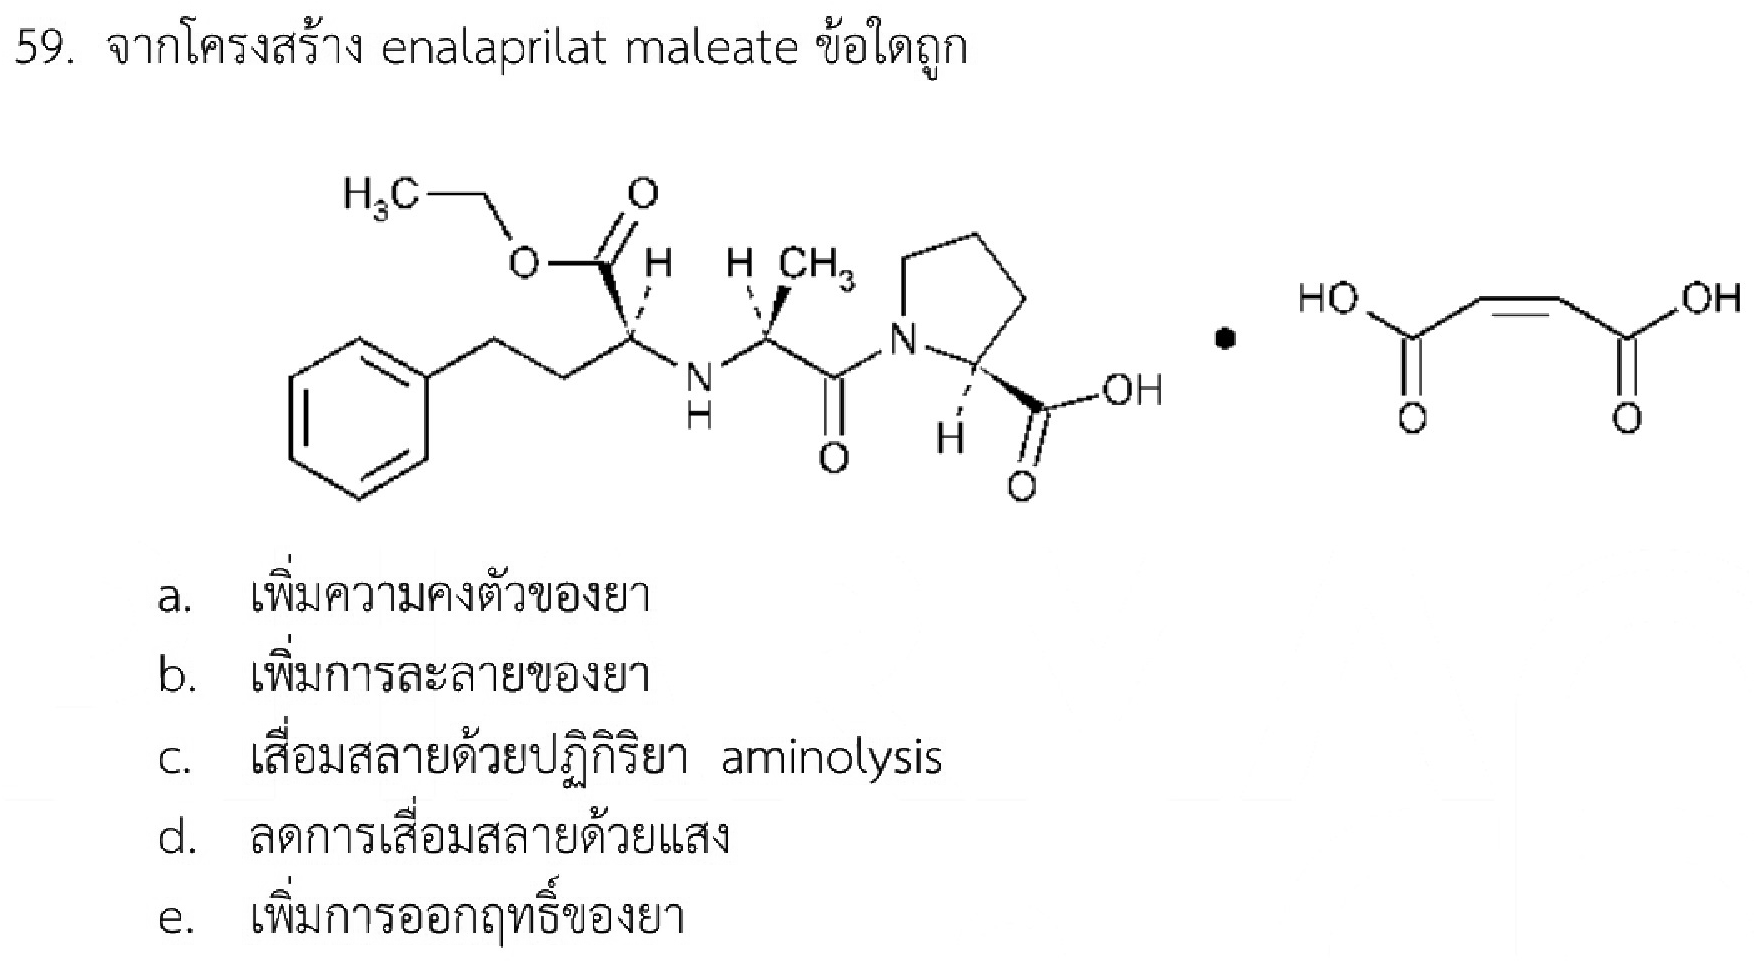 59. จากโครงสร้าง enalaprilat maleate ข้อใดถูก
H3C
O
O
H
H
CH3
N
H
O
N
H
OH
O
HO
O
O
OH
a. เพิ่มความคงตัวของยา
b. เพิ่มการละลายของยา
c. เสื่อมสลายด้วยปฏิกิริยา aminolysis
d. ลดการเสื่อมสลายด้วยแสง
e. เพิ่มการออกฤทธิ์ของยา